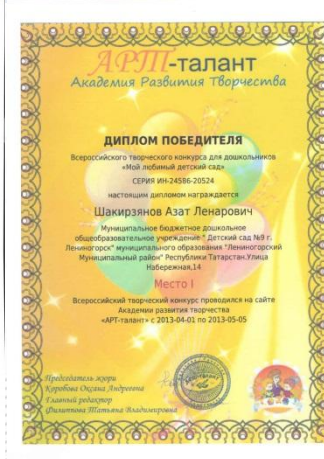 АРТ-талант
Академия Развития Творчества
ДИПЛОМ ПОБЕДИТЕЛЯ
Всероссийского творческого конкурса для дошкольников
«Мой любимый детский сад»
СЕРИЯ ИН-24586-20524
настоящим дипломом награждается
Шакирзянов Азат Ленарович
Муниципальное бюджетное дошкольное
общеобразовательное учреждение " Детский сад №9 г.
Лениногорск" муниципального образования "Лениногорский
Муниципальный район" Республики Татарстан.Улица
Набережная,14
Место I
Всероссийский творческий конкурс проводился на сайте
Академии развития творчества
«АРТ-талант» с 2013-04-01 по 2013-05-05
Председатель жюри
Коробова Оксана Андреевна
Главный редактор
Филиппова Татьяна Владимировна